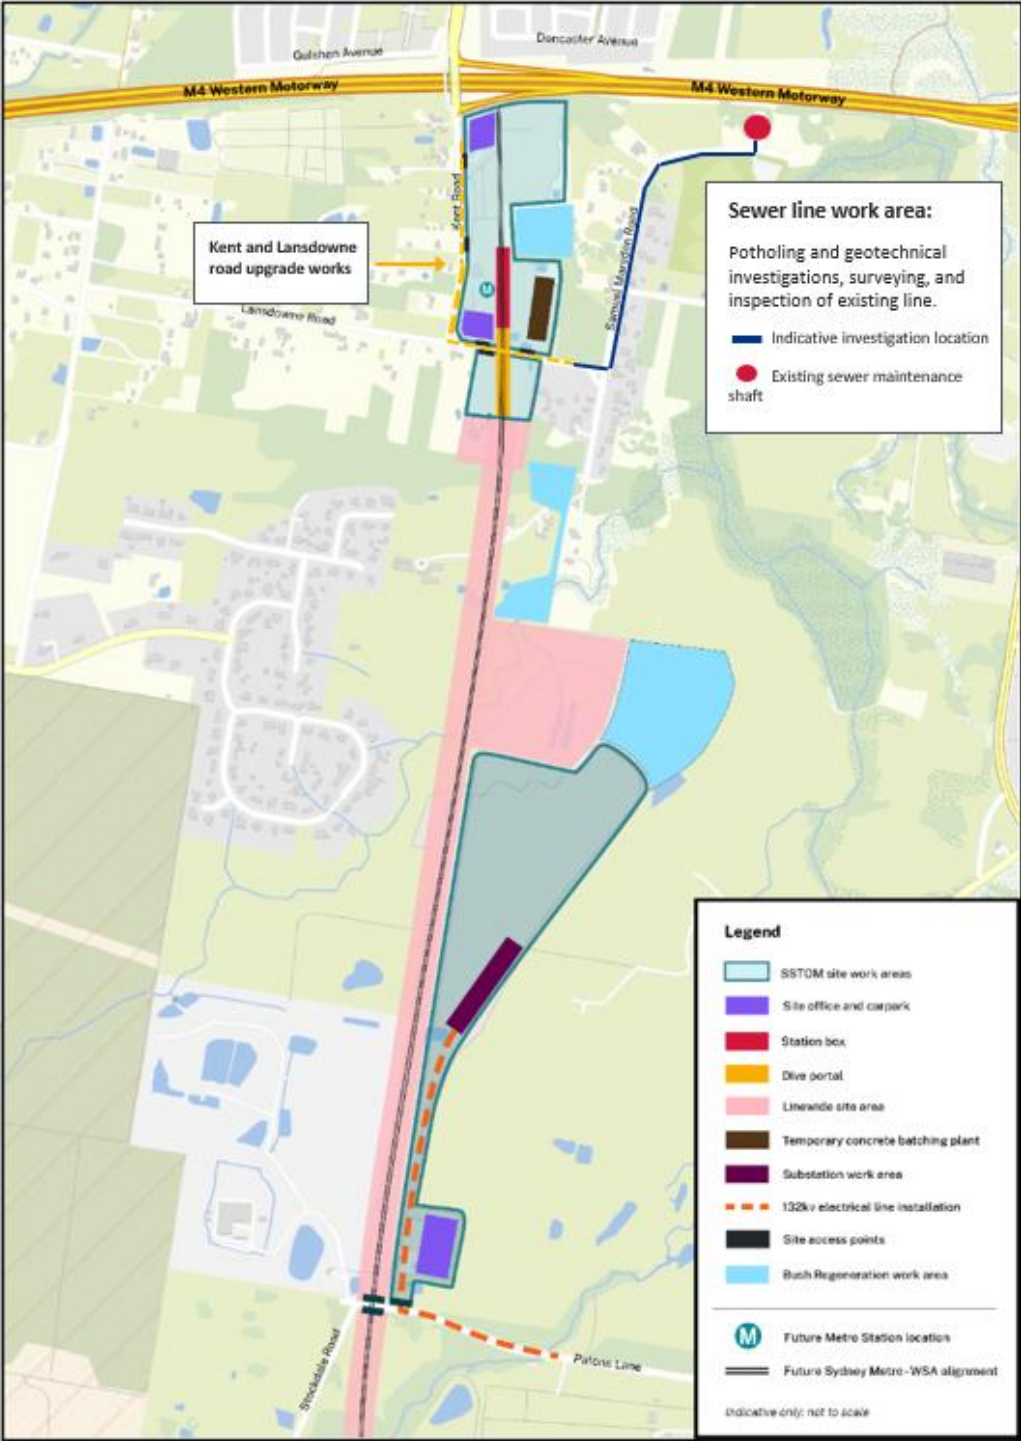 Gulshan Avenue
Doncaster Avenue
M4 Western Motorway
M4 Western Motorway
Kent Road
Kent and Lansdowne
road upgrade works
Lansdowne Road
Samuel Marsden Road
M
Sewer line work area:
Potholing and geotechnical
investigations, surveying, and
inspection of existing line.
Indicative investigation location
Existing sewer maintenance
shaft
Legend
SSTOM site work areas
Site office and carpark
Station box
Dive portal
Linewide site area
Temporary concrete batching plant
Substation work area
132kv electrical line installation
Site access points
Bush Regeneration work area
M Future Metro Station location
Future Sydney Metro - WSA alignment
Indicative only: not to scale
Stockdale Road
Patons Lane